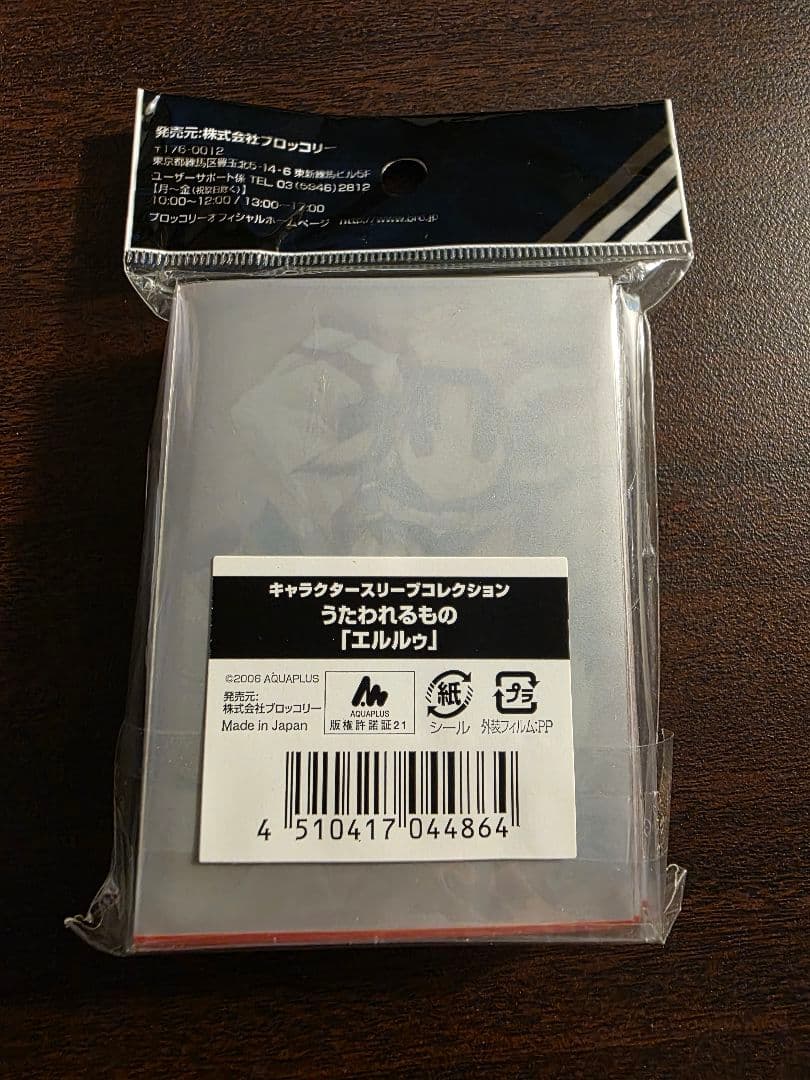 発売元:株式会社ブロッコリー
〒176-0012
東京都練馬区豊玉北5-14-6 東新練馬ビル5F
ユーザーサポート係 TEL 03(5946)2812
【月〜金(祝祭日除く)】
10:00〜12:00 / 13:00〜17:00
ブロッコリーオフィシャルホームページ http://www.bro.jp
キャラクタースリーブコレクション
うたわれるもの
「エルルゥ」
©2006 AQUAPLUS
発売元:
株式会社ブロッコリー
Made in Japan
AQUAPLUS
版権許諾証21
紙
シール
プラ
外装フィルム:PP
4 510417 044864